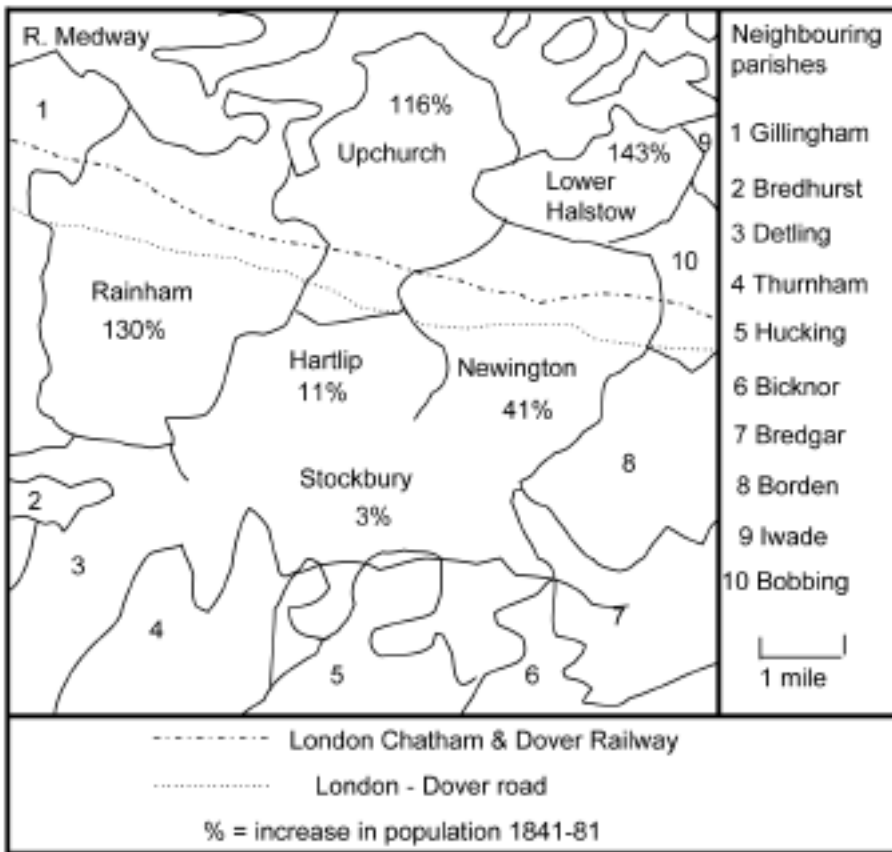 R. Medway
1
116%
Upchurch
143%
9
Lower
Halstow
10
Rainham
130%
Hartlip
11%
Newington
41%
8
Stockbury
3%
2
3
4
5
6
7
Neighbouring
parishes
1 Gillingham
2 Bredhurst
3 Detling
4 Thurnham
5 Hucking
6 Bicknor
7 Bredgar
8 Borden
9 Iwade
10 Bobbing
1 mile
London Chatham & Dover Railway
London - Dover road
% = increase in population 1841-81